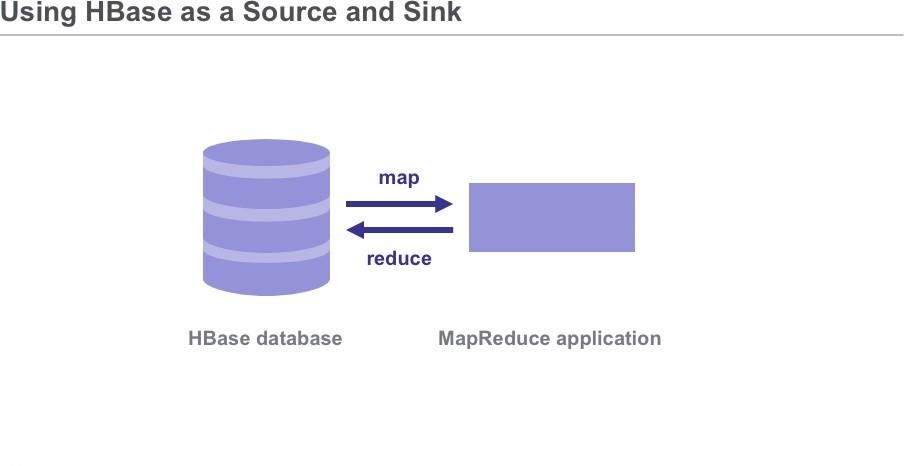 Using HBase as a Source and Sink
map
reduce
HBase database
MapReduce application